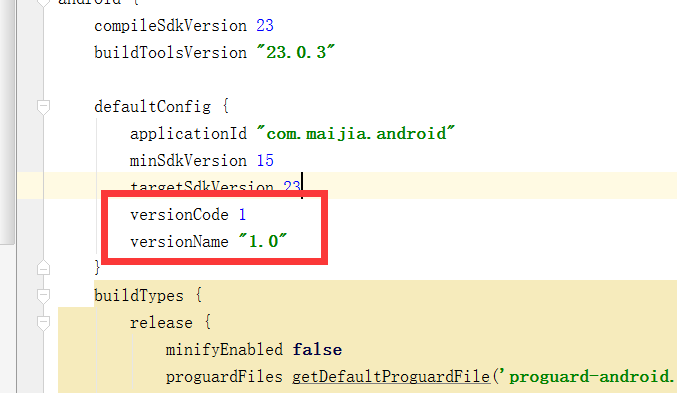 android {
compileSdkVersion 23
buildToolsVersion "23.0.3"
defaultConfig {
applicationId "com.maijia.android"
minSdkVersion 15
targetSdkVersion 23
versionCode 1
versionName "1.0"
}
buildTypes {
release {
minifyEnabled false
proguardFiles getDefaultProguardFile('proguard-android.